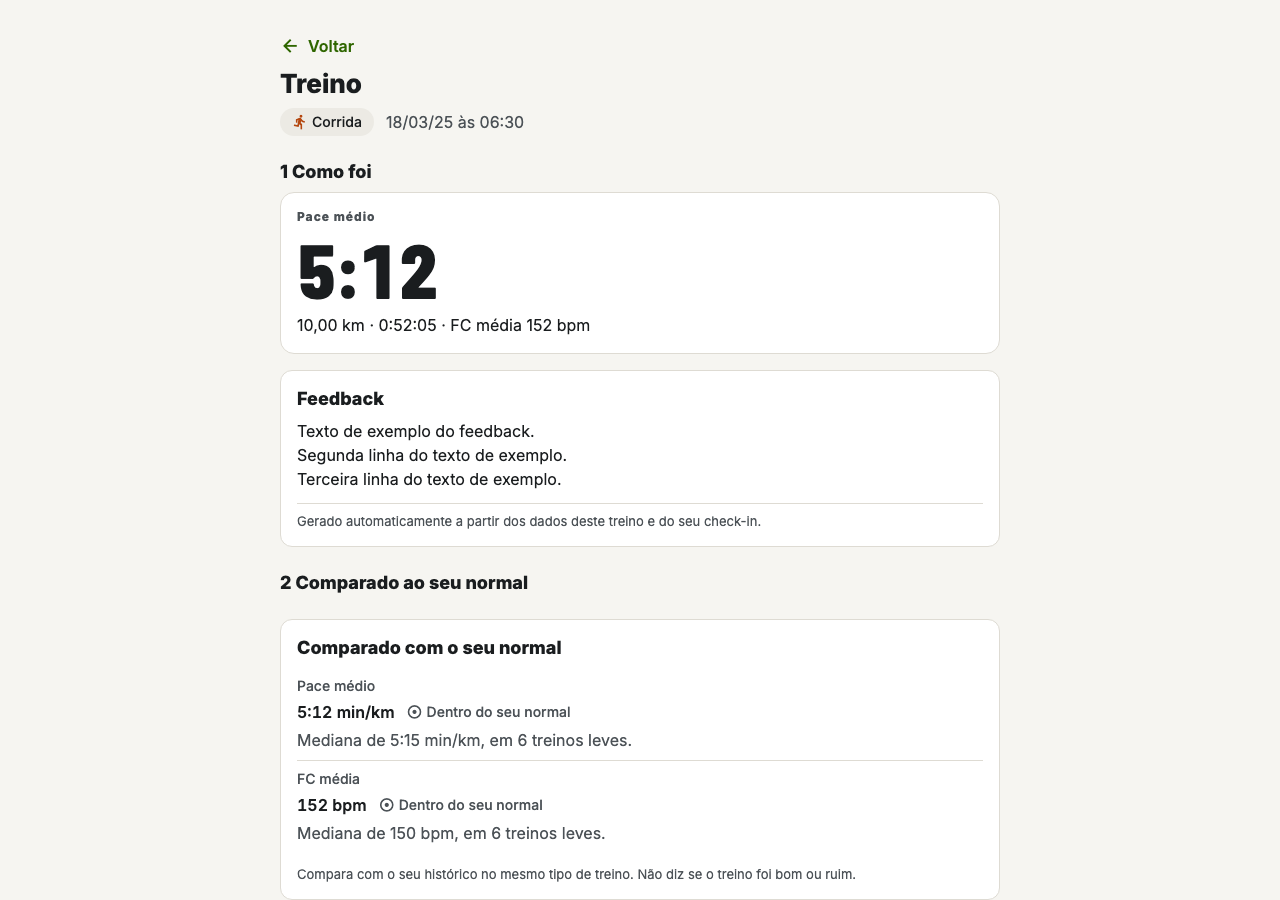 Voltar
Treino
Corrida 18/03/25 às 06:30
1 Como foi
Pace médio
5:12
10,00 km · 0:52:05 · FC média 152 bpm
Feedback
Texto de exemplo do feedback.
Segunda linha do texto de exemplo.
Terceira linha do texto de exemplo.
Gerado automaticamente a partir dos dados deste treino e do seu check-in.
2 Comparado ao seu normal
Comparado com o seu normal
Pace médio
5:12 min/km Dentro do seu normal
Mediana de 5:15 min/km, em 6 treinos leves.
FC média
152 bpm Dentro do seu normal
Mediana de 150 bpm, em 6 treinos leves.
Compara com o seu histórico no mesmo tipo de treino. Não diz se o treino foi bom ou ruim.